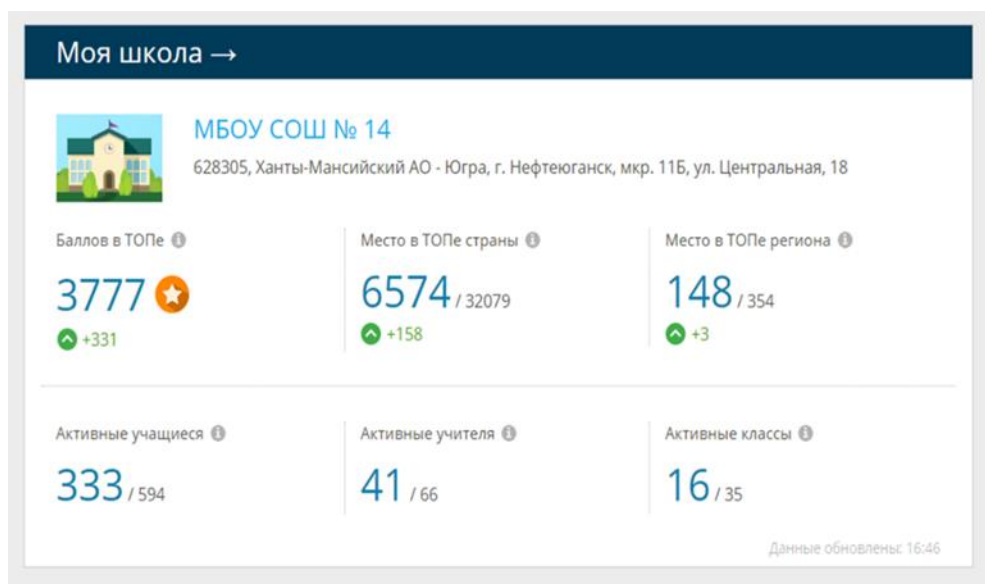 Моя школа →
МБОУ СОШ № 14
628305, Ханты-Мансийский АО - Югра, г. Нефтеюганск, мкр. 11Б, ул. Центральная, 18
Баллов в ТОПе
Место в ТОПе страны
Место в ТОПе региона
3777
6574 / 32079
148 / 354
+331
+158
+3
Активные учащиеся
Активные учителя
Активные классы
333 / 594
41 / 66
16 / 35
Данные обновлены: 16:46